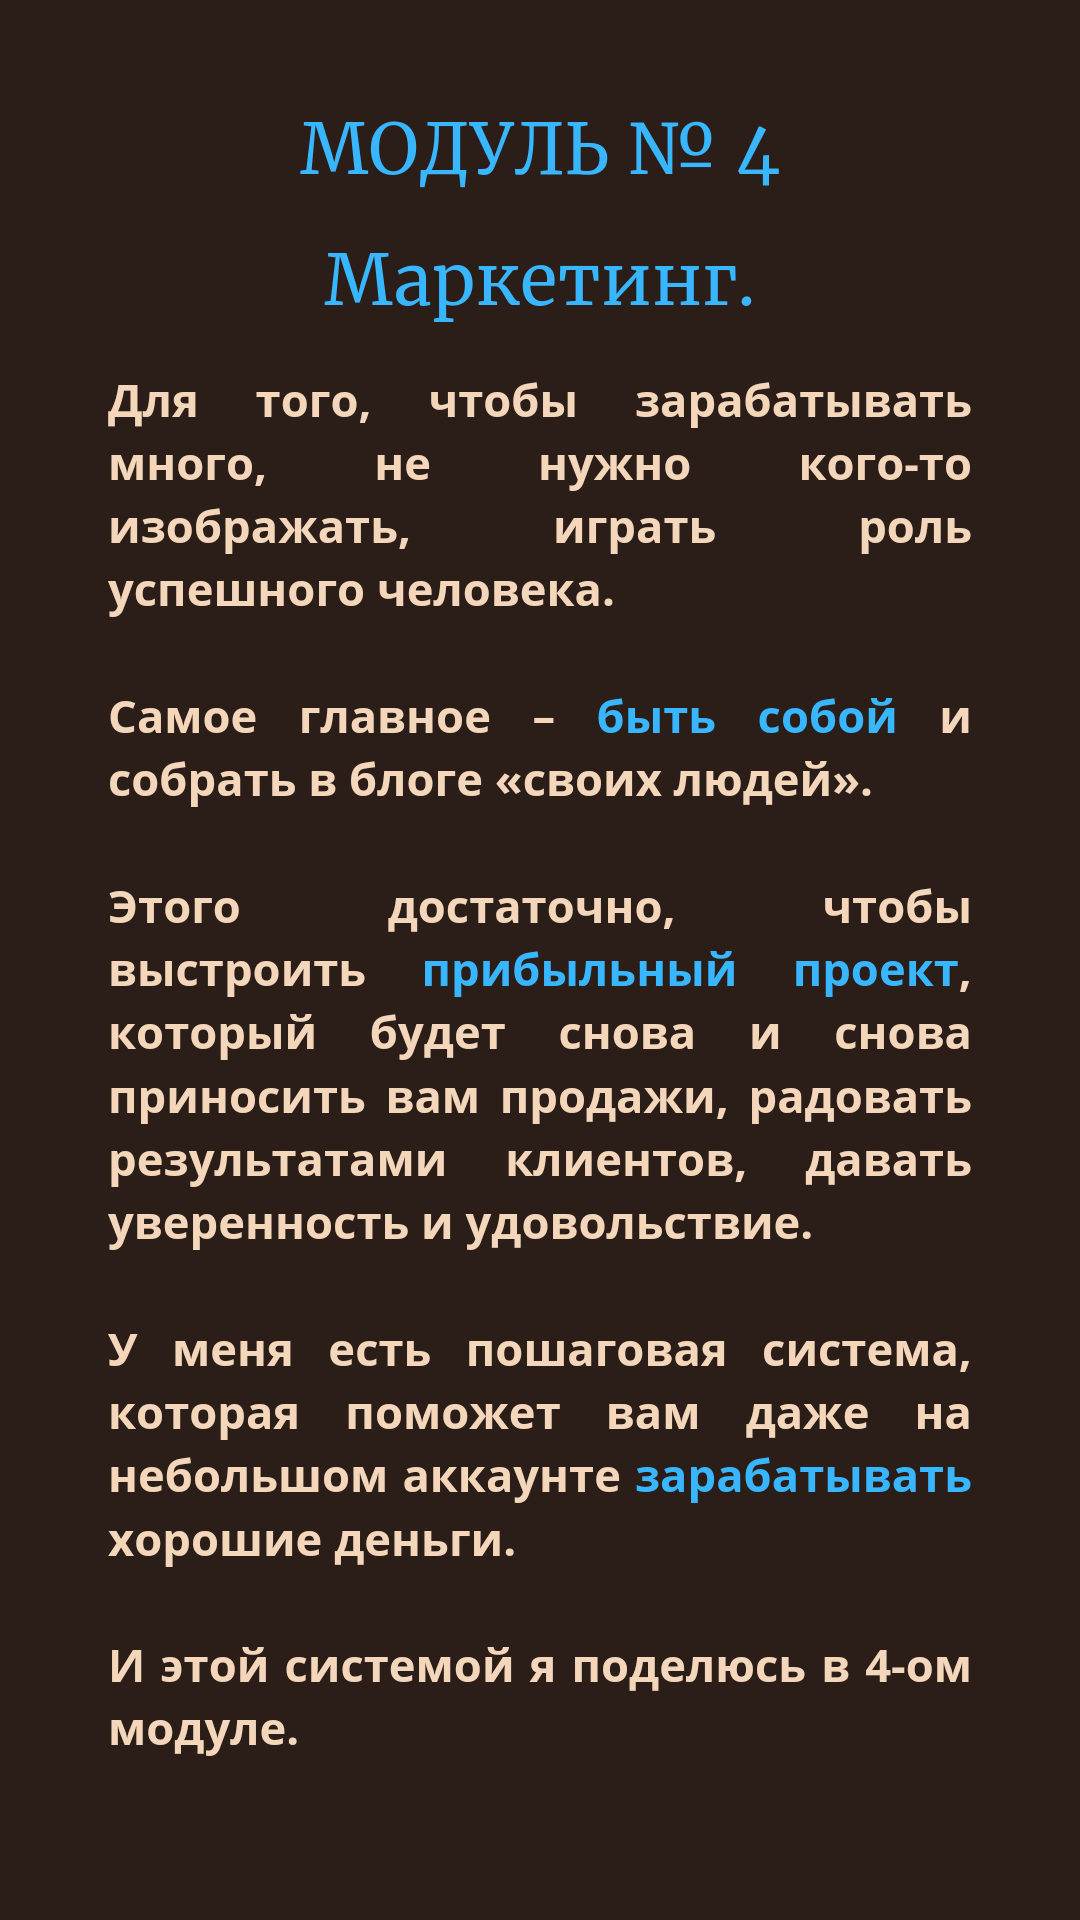 МОДУЛЬ № 4
Маркетинг.
Для того, чтобы зарабатывать
много, не нужно кого-то
изображать, играть роль
успешного человека.
Самое главное – быть собой и
собрать в блоге «своих людей».
Этого достаточно, чтобы
выстроить прибыльный проект,
который будет снова и снова
приносить вам продажи, радовать
результатами клиентов, давать
уверенность и удовольствие.
У меня есть пошаговая система,
которая поможет вам даже на
небольшом аккаунте зарабатывать
хорошие деньги.
И этой системой я поделюсь в 4-ом
модуле.